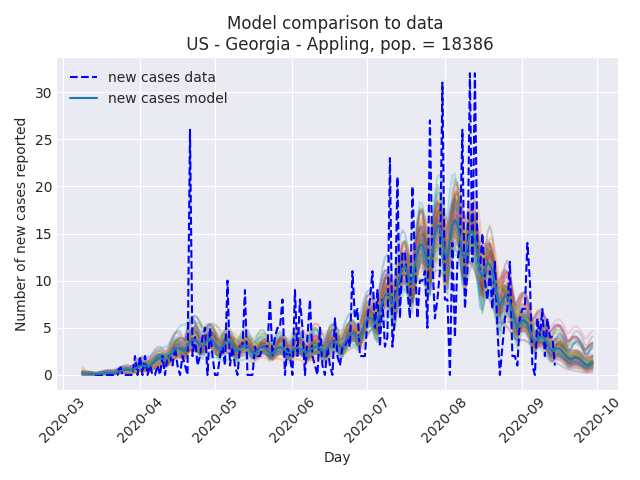 Model comparison to data
US - Georgia - Appling, pop. = 18386
new cases data
new cases model
Number of new cases reported
30
25
20
15
10
5
0
2020-03
2020-04
2020-05
2020-06
2020-07
2020-08
2020-09
2020-10
Day